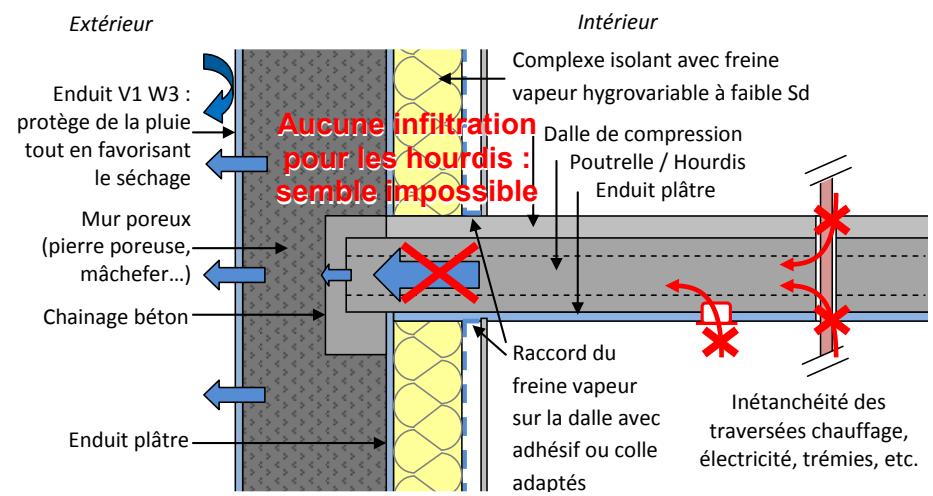 Extérieur
Intérieur
Enduit V1 W3 :
protège de la pluie
tout en favorisant
le séchage
Mur poreux
(pierre poreuse,
mâchefer…)
Chainage béton
Enduit plâtre
Aucune infiltration
pour les hourdis :
semble impossible
Complexe isolant avec freine
vapeur hygrovariable à faible Sd
Dalle de compression
Poutrelle / Hourdis
Enduit plâtre
Raccord du
freine vapeur
sur la dalle avec
adhésif ou colle
adaptés
Inétanchéité des
traversées chauffage,
électricité, trémies, etc.